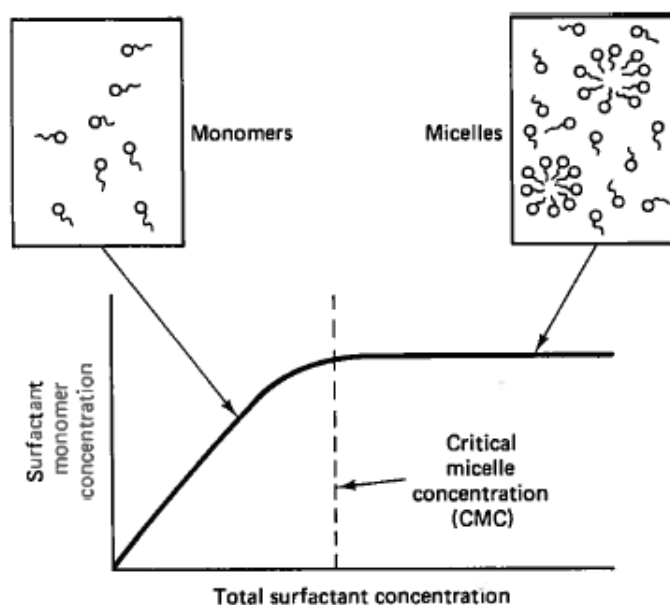 Monomers
Micelles
Surfactant
monomer
concentration
Critical
micelle
concentration
(CMC)
Total surfactant concentration